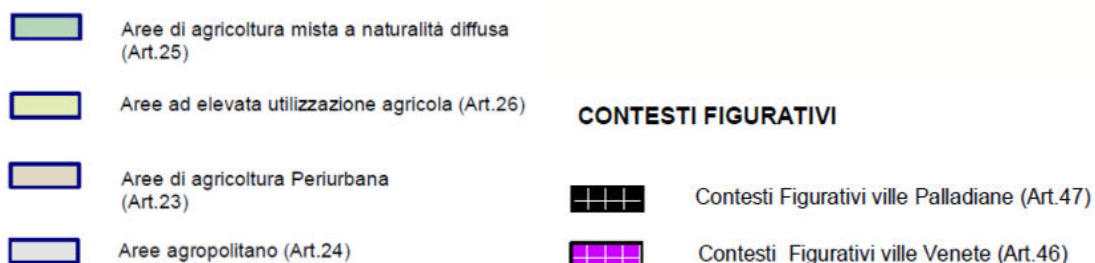 Aree di agricoltura mista a naturalità diffusa
(Art.25)
Aree ad elevata utilizzazione agricola (Art.26)
Aree di agricoltura Periurbana
(Art.23)
Aree agropolitano (Art.24)
CONTESTI FIGURATIVI
Contesti Figurativi ville Palladiane (Art.47)
Contesti Figurativi ville Venete (Art.46)